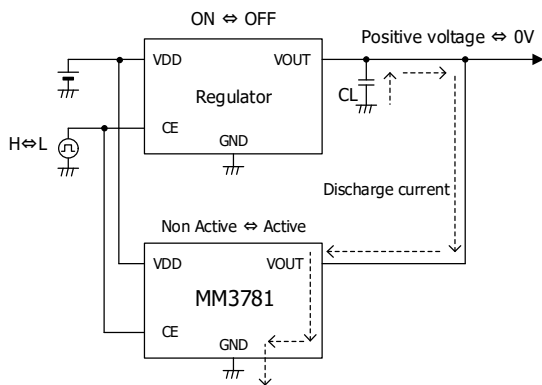 ON ⇔ OFF
Positive voltage ⇔ 0V
VDD
VOUT
Regulator
CL
CE
H⇔L
GND
Discharge current
Non Active ⇔ Active
VDD
VOUT
MM3781
CE
GND